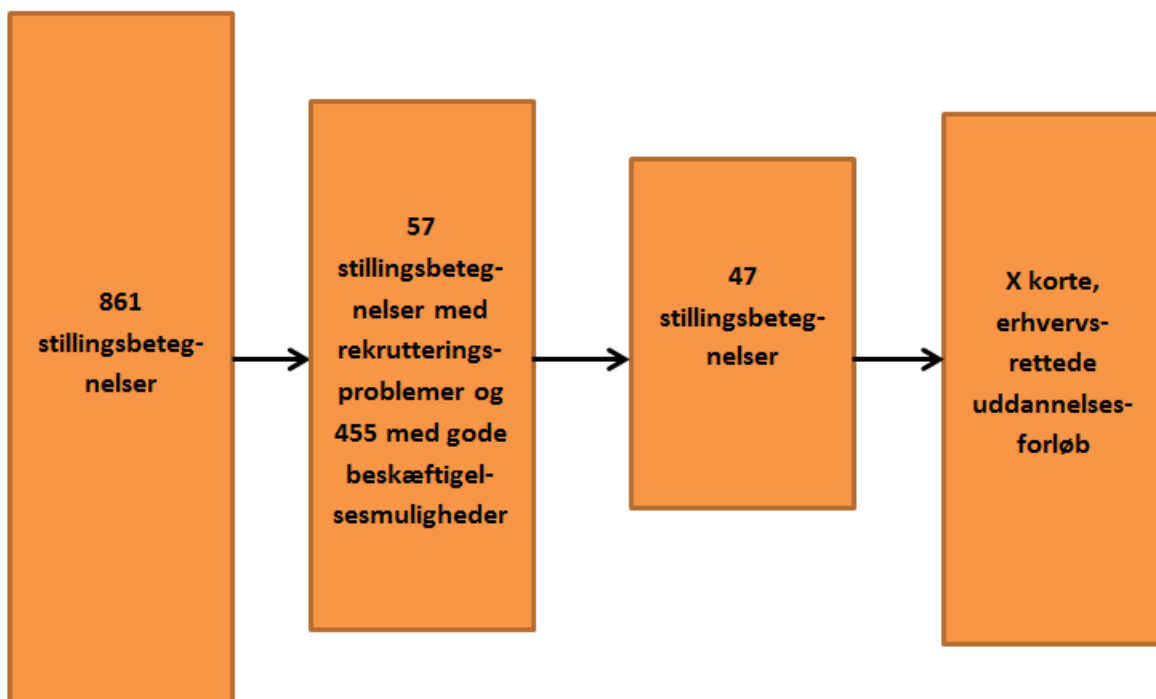 861
stillingsbeteg-
nelser
57
stillingsbeteg-
nelser med
rekrutterings-
problemer og
455 med gode
beskæftigel-
sesmuligheder
47
stillingsbeteg-
nelser
X korte,
erhvervs-
rettede
uddannelses-
forløb